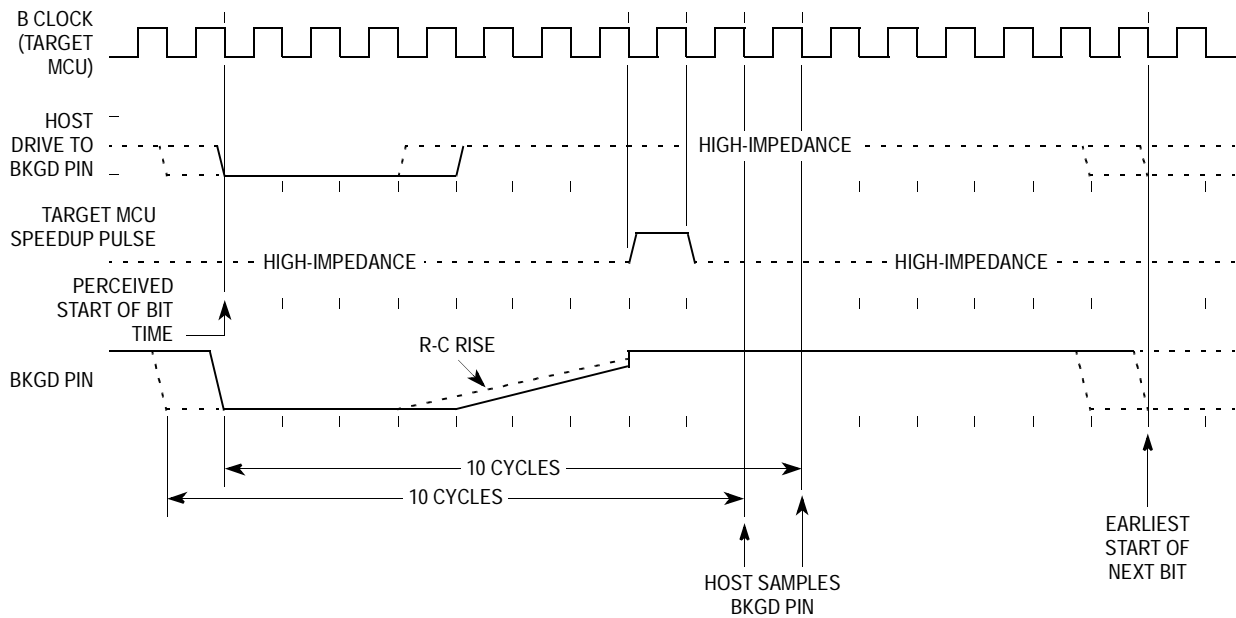 B CLOCK
(TARGET
MCU)
HOST
DRIVE TO
BKGD PIN
HIGH-IMPEDANCE
TARGET MCU
SPEEDUP PULSE
HIGH-IMPEDANCE
HIGH-IMPEDANCE
PERCEIVED
START OF BIT
TIME
R-C RISE
BKGD PIN
10 CYCLES
10 CYCLES
EARLIEST
START OF
NEXT BIT
HOST SAMPLES
BKGD PIN